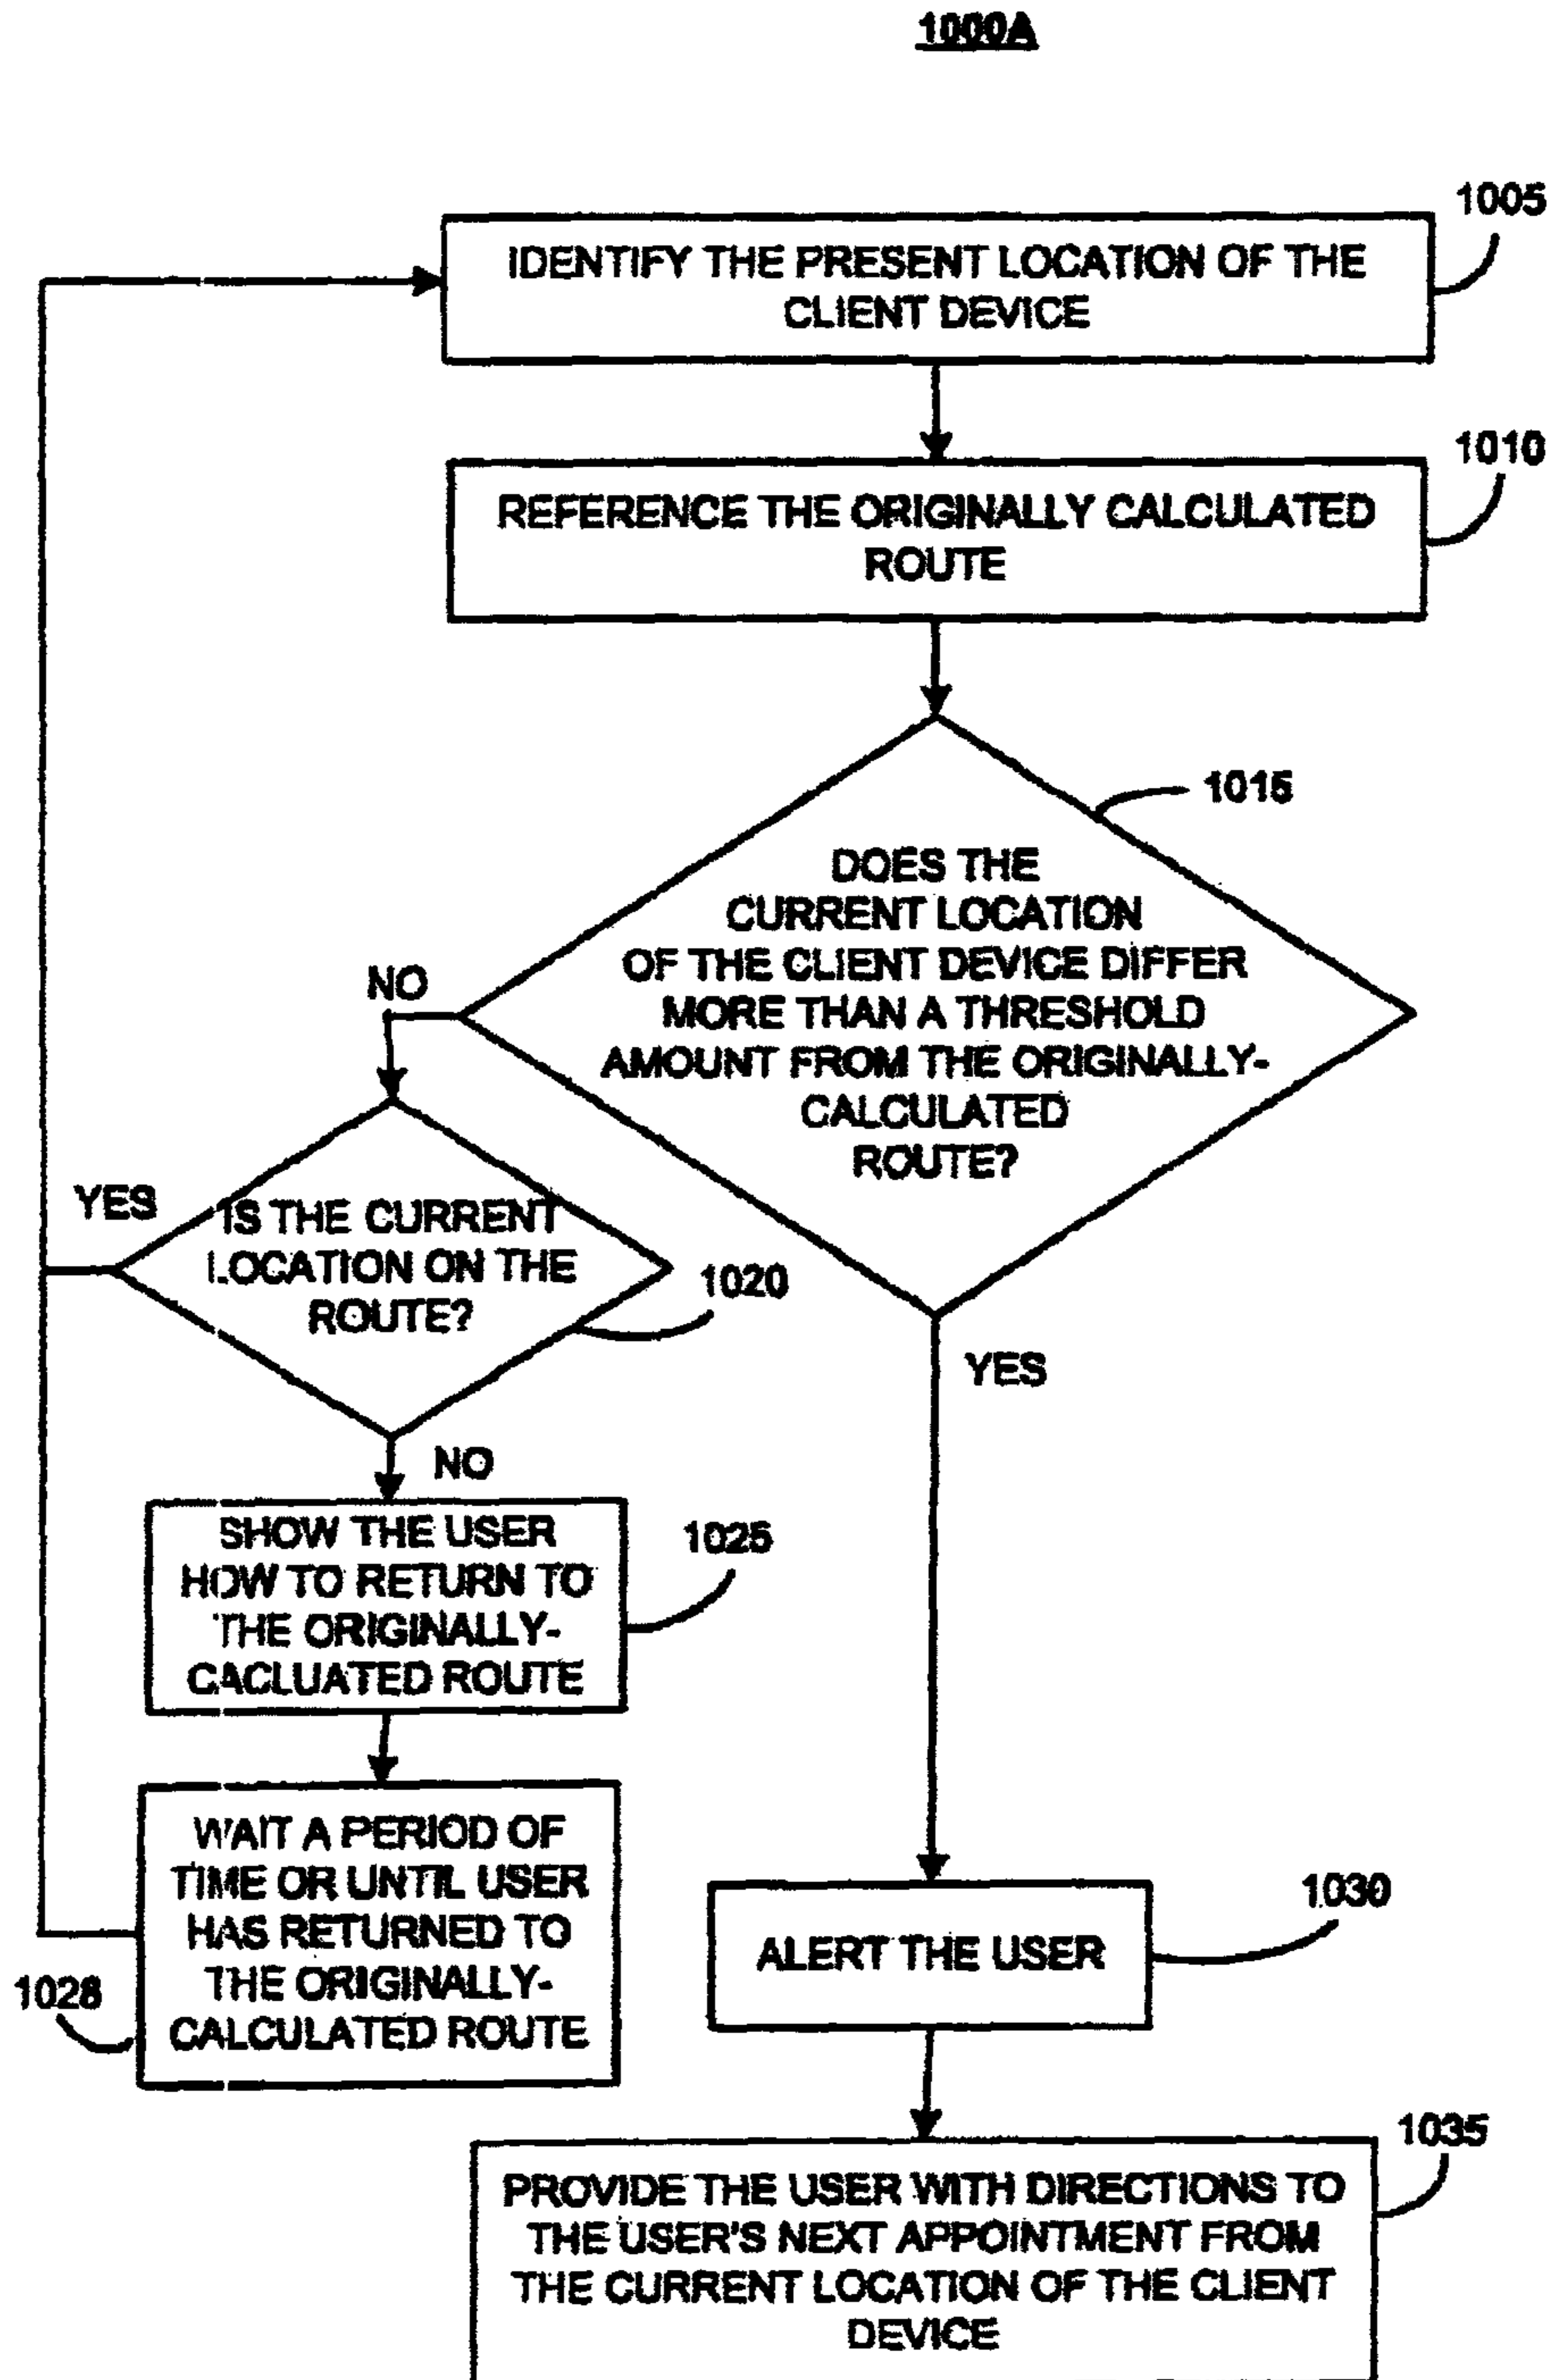 1000A
1005
IDENTIFY THE PRESENT LOCATION OF THE
CLIENT DEVICE
1010
REFERENCE THE ORIGINALLY CALCULATED
ROUTE
1015
DOES THE
CURRENT LOCATION
OF THE CLIENT DEVICE DIFFER
MORE THAN A THRESHOLD
AMOUNT FROM THE ORIGINALLY-
CALCULATED
ROUTE?
NO
YES
IS THE CURRENT
LOCATION ON THE
ROUTE?
1020
YES
NO
SHOW THE USER
HOW TO RETURN TO
THE ORIGINALLY-
CACLUATED ROUTE
1025
WAIT A PERIOD OF
TIME OR UNTIL USER
HAS RETURNED TO
THE ORIGINALLY-
CALCULATED ROUTE
1028
ALERT THE USER
1030
1035
PROVIDE THE USER WITH DIRECTIONS TO
THE USER'S NEXT APPOINTMENT FROM
THE CURRENT LOCATION OF THE CLIENT
DEVICE